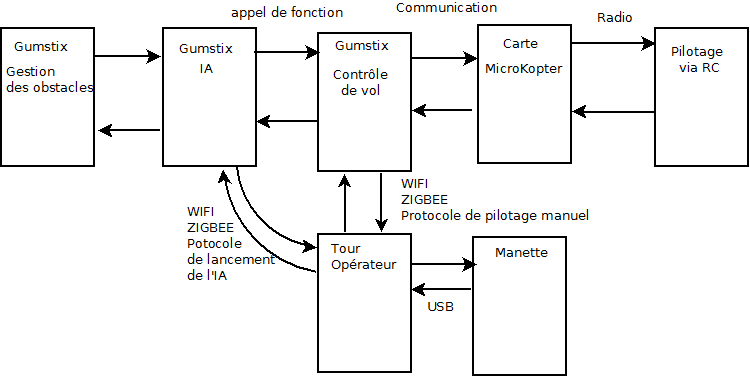 appel de fonction
Communication
Radio
Gumstix
Gestion
des obstacles
Gumstix
IA
Gumstix
Contrôle
de vol
Carte
MicroKopter
Pilotage
via RC
WIFI
ZIGBEE
Potocole
de lancement
de l'IA
WIFI
ZIGBEE
Protocole de pilotage manuel
Tour
Opérateur
Manette
USB